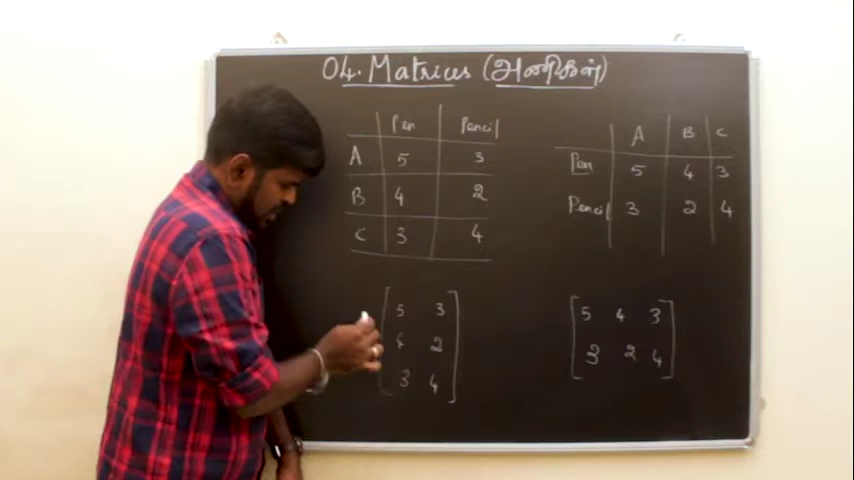 04. Matrices (அணிகள்)
Pen Pencil
A 5 3
B 4 2
C 3 4
A B C
Pen 5 4 3
Pencil 3 2 4
5 3
4 2
3 4
5 4 3
3 2 4